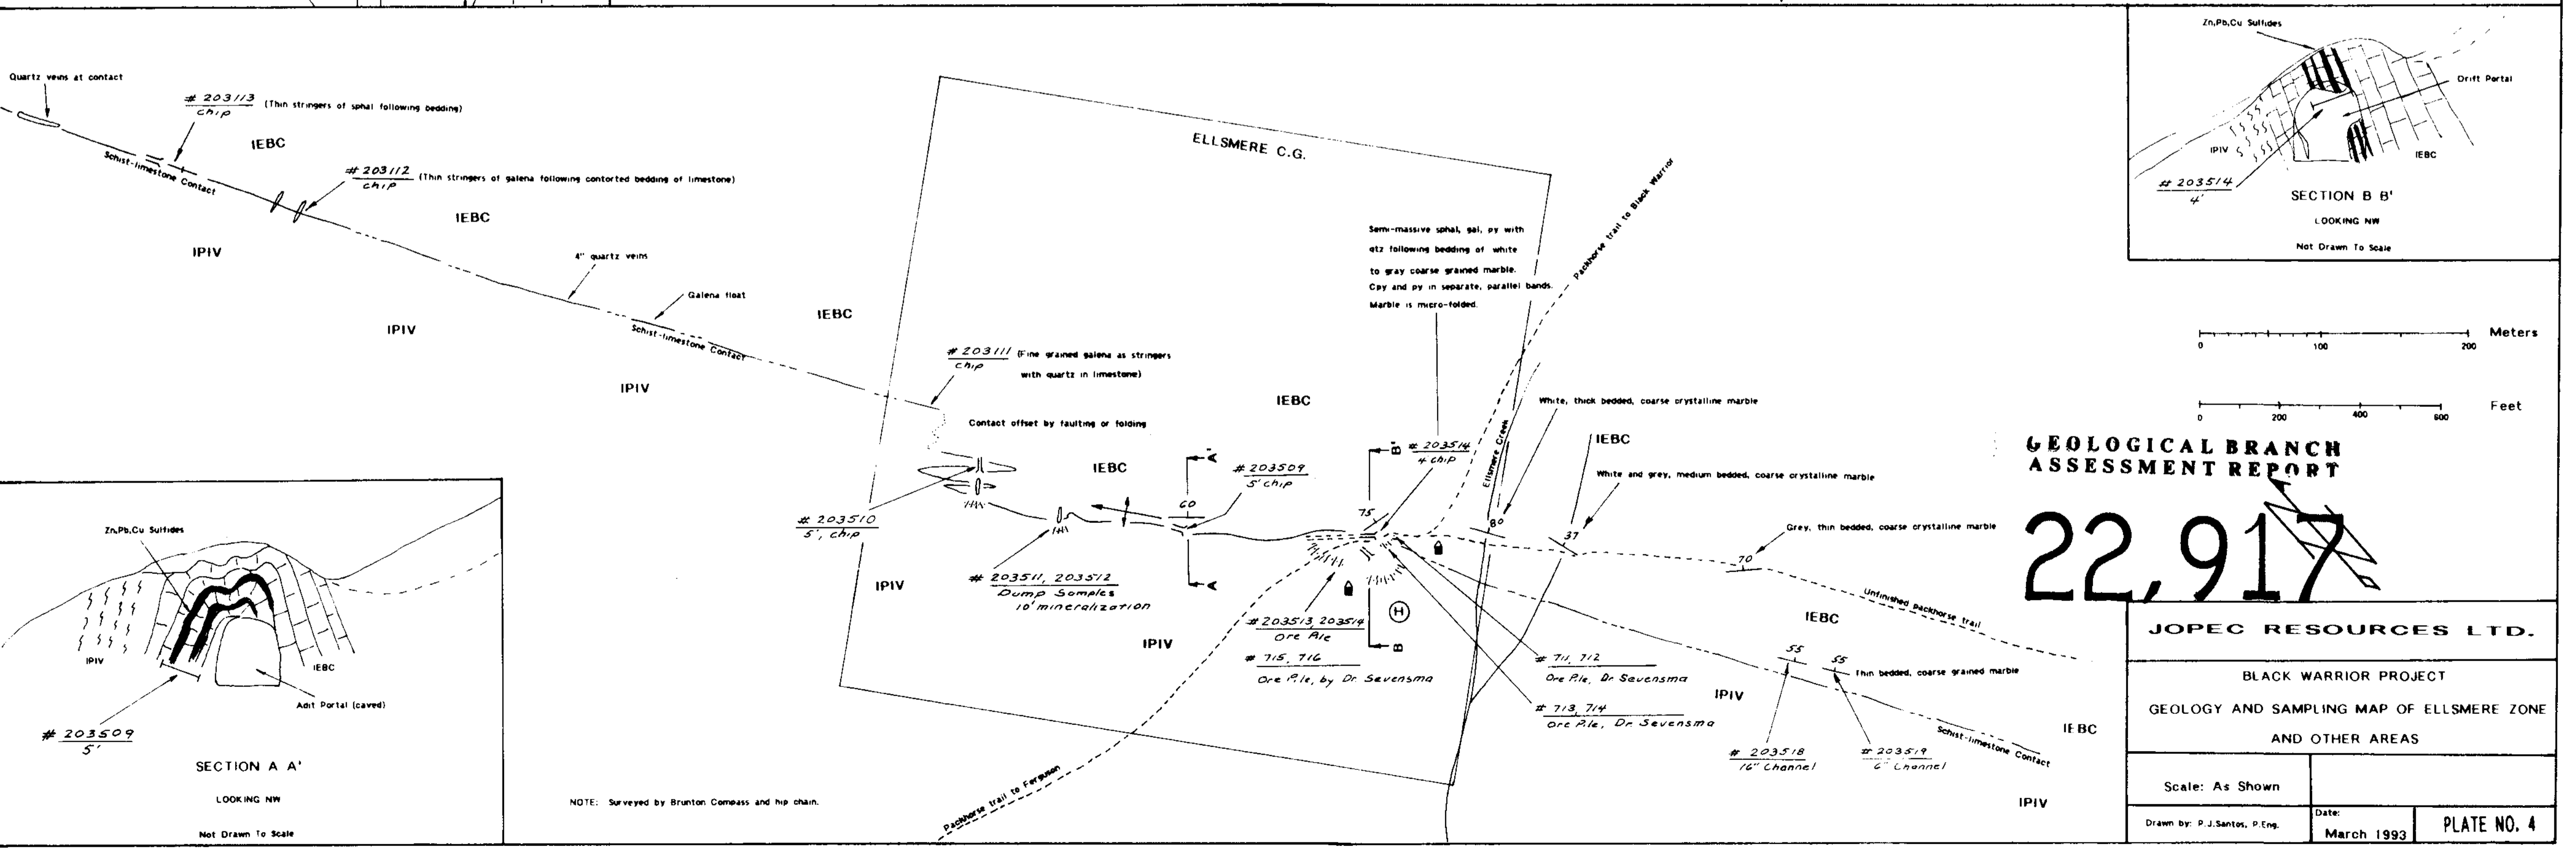 Quartz veins at contact
# 203113
chip
(Thin stringers of sphal following bedding)
IEBC
Schist-limestone Contact
# 203112
chip
(Thin stringers of galena following contorted bedding of limestone)
IEBC
IPIV
4" quartz veins
Galena float
IEBC
IPIV
Schist-limestone Contact
IPIV
ELLSMERE C.G.
# 203111
chip
(Fine grained galena as stringers
with quartz in limestone)
Contact offset by faulting or folding
IEBC
IEBC
Semi-massive sphal, gal, py with
qtz following bedding of white
to gray coarse grained marble.
Cpy and py in separate, parallel bands.
Marble is micro-folded.
Packhorse trail to Black Warrior
Ellsmere Creek
A'
# 203509
5' chip
60
B'
# 203514
4 chip
75
# 203510
5', chip
IPIV
# 203511, 203512
Dump Samples
10' mineralization
A
IPIV
# 203513, 203514
Ore Pile
# 715, 716
Ore Pile, by Dr Sevensma
H
B
# 711, 712
Ore Pile, Dr Sevensma
# 713, 714
Ore Pile, Dr. Sevensma
White, thick bedded, coarse crystalline marble
80
IEBC
White and grey, medium bedded, coarse crystalline marble
37
Grey, thin bedded, coarse crystalline marble
70
Unfinished packhorse trail
IEBC
55
55
Thin bedded, coarse grained marble
IPIV
# 203518
16" Channel
# 203519
6" Channel
Schist-limestone Contact
IEBC
IPIV
Packhorse trail to Ferguson
NOTE: Surveyed by Brunton Compass and hip chain.
Zn,Pb,Cu Sulfides
IPIV
IEBC
Adit Portal (caved)
# 203509
5'
SECTION A A'
LOOKING NW
Not Drawn To Scale
Zn,Pb,Cu Sulfides
Drift Portal
IPIV
IEBC
# 203514
4'
SECTION B B'
LOOKING NW
Not Drawn To Scale
Meters
0 100 200
Feet
0 200 400 600
GEOLOGICAL BRANCH
ASSESSMENT REPORT
22,917
JOPEC RESOURCES LTD.
BLACK WARRIOR PROJECT
GEOLOGY AND SAMPLING MAP OF ELLSMERE ZONE
AND OTHER AREAS
Scale: As Shown
Drawn by: P.J.Santos, P.Eng.
Date:
March 1993
PLATE NO. 4